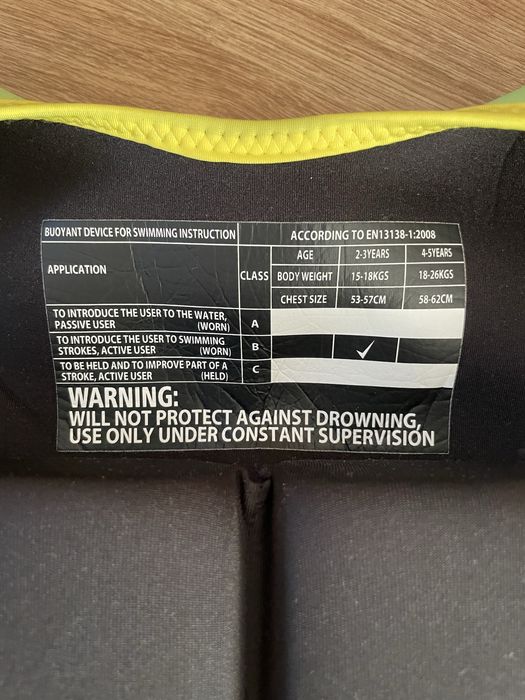 BUOYANT DEVICE FOR SWIMMING INSTRUCTION ACCORDING TO EN13138-1:2008
APPLICATION CLASS AGE 2-3YEARS 4-5YEARS
BODY WEIGHT 15-18KGS 18-26KGS
CHEST SIZE 53-57CM 58-62CM
TO INTRODUCE THE USER TO THE WATER,
PASSIVE USER (WORN) A
TO INTRODUCE THE USER TO SWIMMING
STROKES, ACTIVE USER (WORN) B ✓
TO BE HELD AND TO IMPROVE PART OF A
STROKE, ACTIVE USER (HELD) C
WARNING:
WILL NOT PROTECT AGAINST DROWNING,
USE ONLY UNDER CONSTANT SUPERVISION